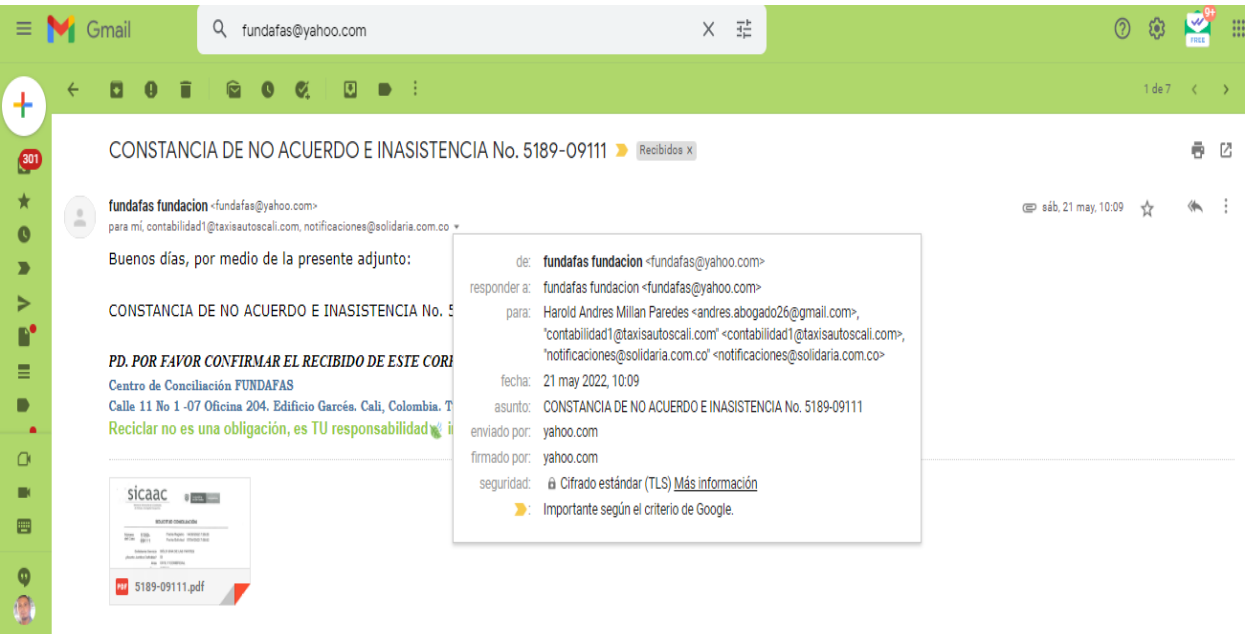 Gmail
fundafas@yahoo.com
9+
FREE
1 de 7
301
CONSTANCIA DE NO ACUERDO E INASISTENCIA No. 5189-09111
Recibidos x
fundafas fundacion <fundafas@yahoo.com>
sáb, 21 may, 10:09
para mí, contabilidad1@taxisautoscali.com, notificaciones@solidaria.com.co
Buenos días, por medio de la presente adjunto:
CONSTANCIA DE NO ACUERDO E INASISTENCIA No. 5
PD. POR FAVOR CONFIRMAR EL RECIBIDO DE ESTE CORR
Centro de Conciliación FUNDAFAS
Calle 11 No 1 -07 Oficina 204. Edificio Garcés. Cali, Colombia. T
Reciclar no es una obligación, es TU responsabilidad
de: fundafas fundacion <fundafas@yahoo.com>
responder a: fundafas fundacion <fundafas@yahoo.com>
para: Harold Andres Millan Paredes <andres.abogado26@gmail.com>,
"contabilidad1@taxisautoscali.com" <contabilidad1@taxisautoscali.com>,
"notificaciones@solidaria.com.co" <notificaciones@solidaria.com.co>
fecha: 21 may 2022, 10:09
asunto: CONSTANCIA DE NO ACUERDO E INASISTENCIA No. 5189-09111
enviado por: yahoo.com
firmado por: yahoo.com
seguridad: Cifrado estándar (TLS) Más información
: Importante según el criterio de Google.
sicaac
SOLICITUD CONCILIACIÓN
PDF 5189-09111.pdf